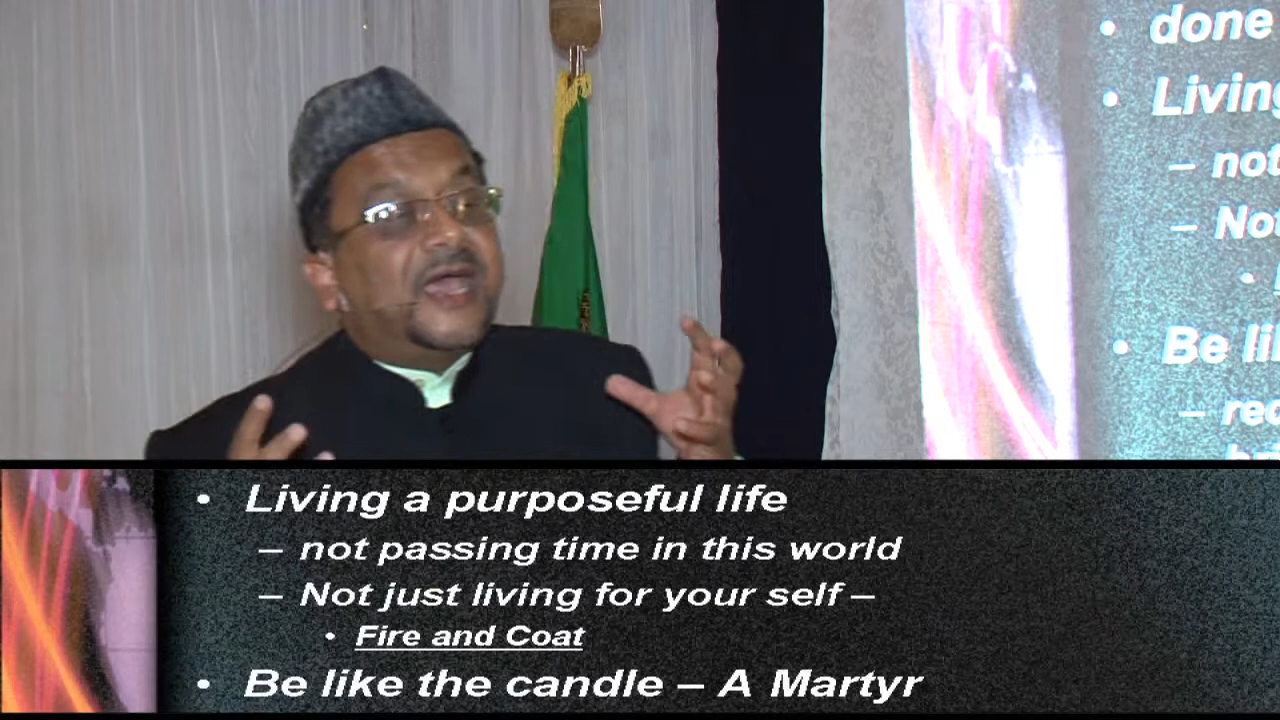 • done
• Living
– not
– Not
• Be li
– red
• Living a purposeful life
– not passing time in this world
– Not just living for your self –
• Fire and Coat
• Be like the candle – A Martyr